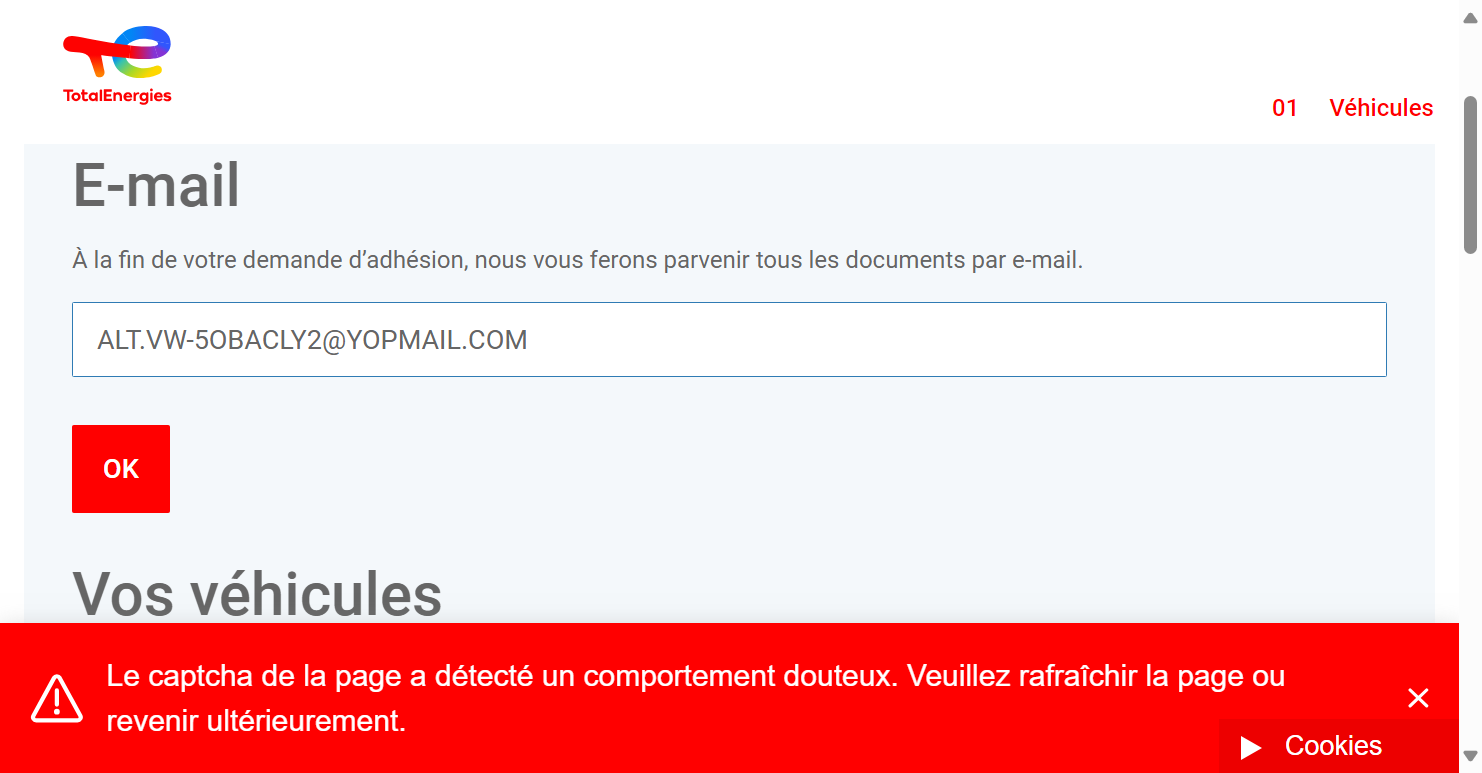 TotalEnergies
01 Véhicules
E-mail
À la fin de votre demande d’adhésion, nous vous ferons parvenir tous les documents par e-mail.
ALT.VW-5OBACLY2@YOPMAIL.COM
OK
Vos véhicules
Le captcha de la page a détecté un comportement douteux. Veuillez rafraîchir la page ou
revenir ultérieurement.
Cookies